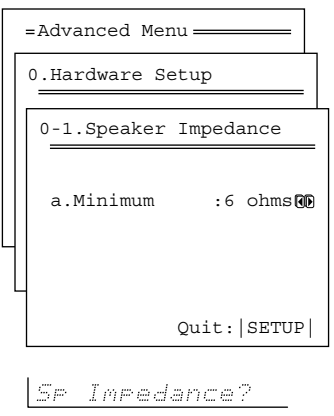 =Advanced Menu
0.Hardware Setup
0-1.Speaker Impedance
a.Minimum :6 ohms
Quit:|SETUP|
Sp Impedance?